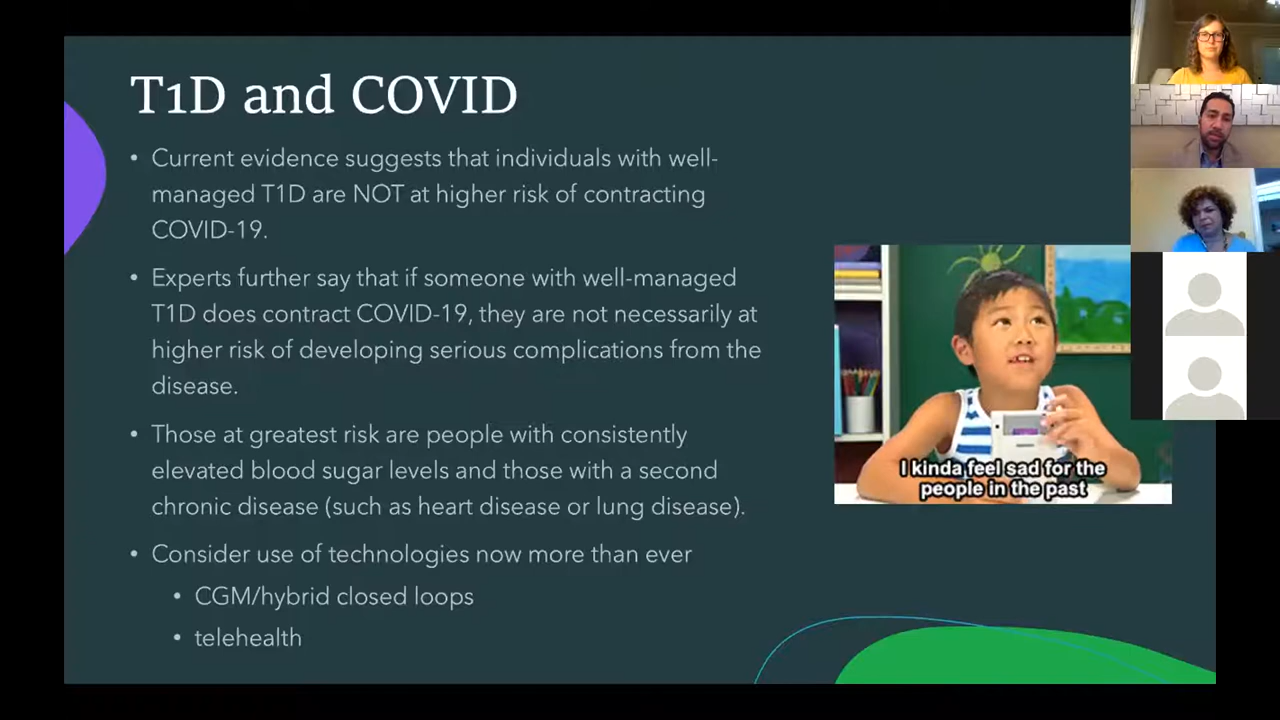 T1D and COVID
• Current evidence suggests that individuals with well-
managed T1D are NOT at higher risk of contracting
COVID-19.
• Experts further say that if someone with well-managed
T1D does contract COVID-19, they are not necessarily at
higher risk of developing serious complications from the
disease.
• Those at greatest risk are people with consistently
elevated blood sugar levels and those with a second
chronic disease (such as heart disease or lung disease).
• Consider use of technologies now more than ever
• CGM/hybrid closed loops
• telehealth
I kinda feel sad for the
people in the past